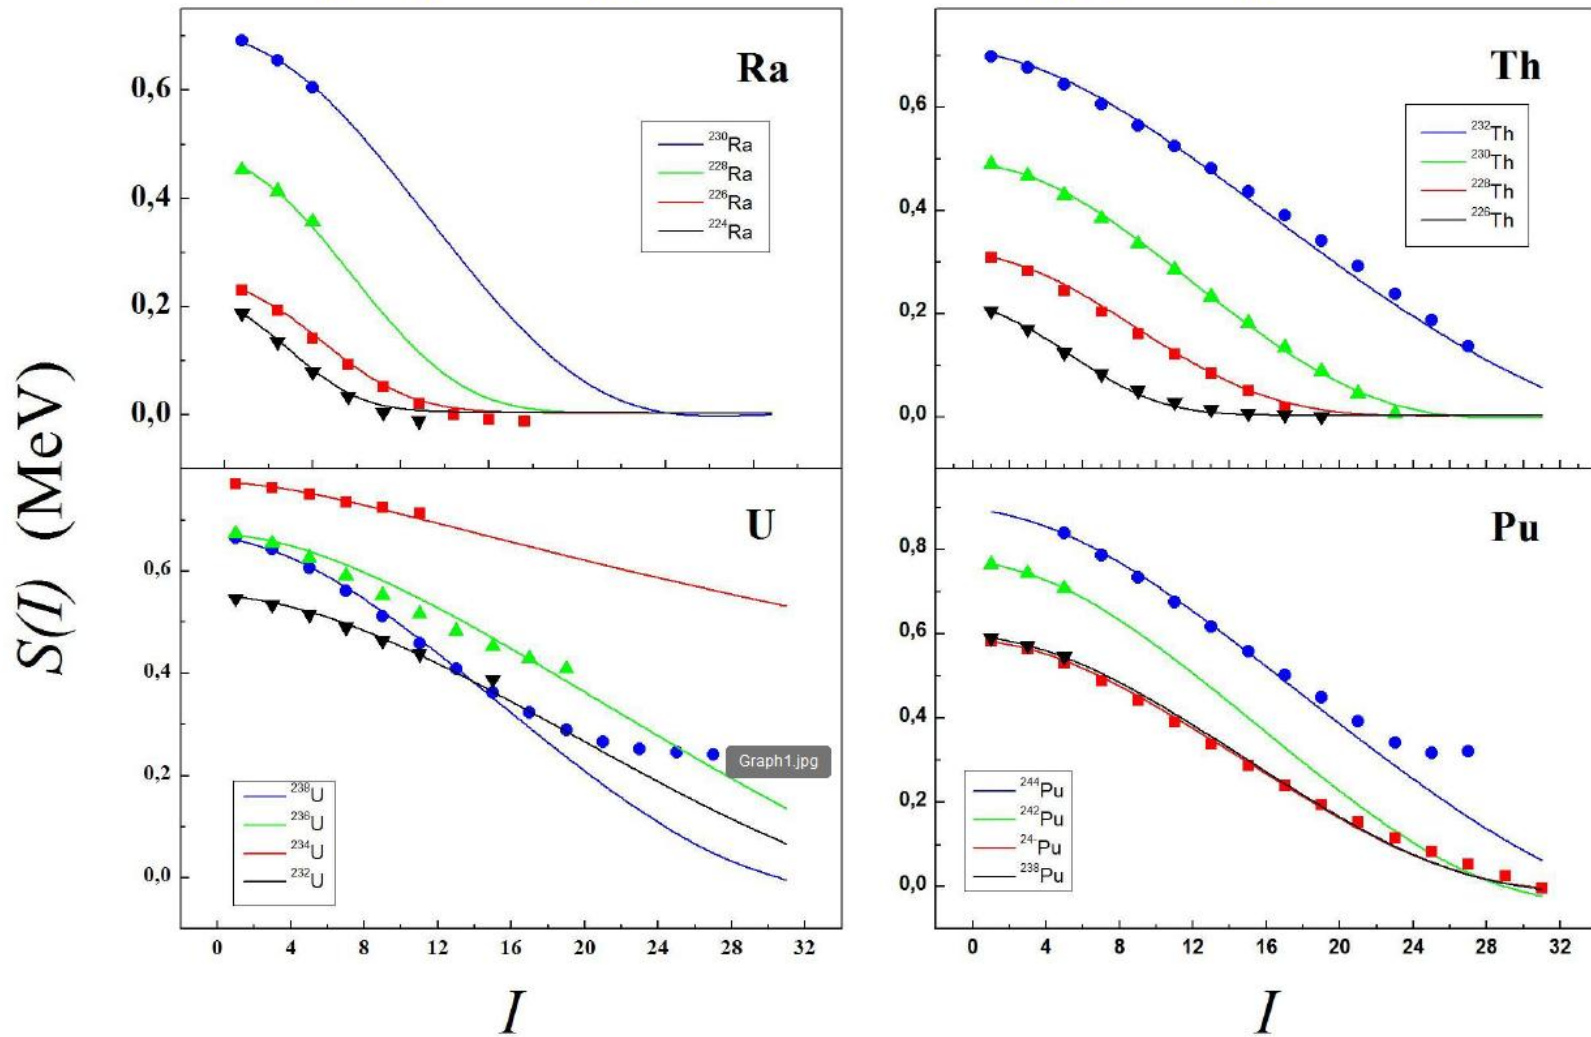 S(I) (MeV)
Ra
0,6
0,4
0,2
0,0
²³⁰Ra
²²⁸Ra
²²⁶Ra
²²⁴Ra
Th
0,6
0,4
0,2
0,0
²³²Th
²³⁰Th
²²⁸Th
²²⁶Th
U
0,6
0,4
0,2
0,0
²³⁸U
²³⁶U
²³⁴U
²³²U
Graph1.jpg
0 4 8 12 16 20 24 28 32
I
Pu
0,8
0,6
0,4
0,2
0,0
²⁴⁴Pu
²⁴²Pu
²⁴Pu
²³⁸Pu
0 4 8 12 16 20 24 28 32
I